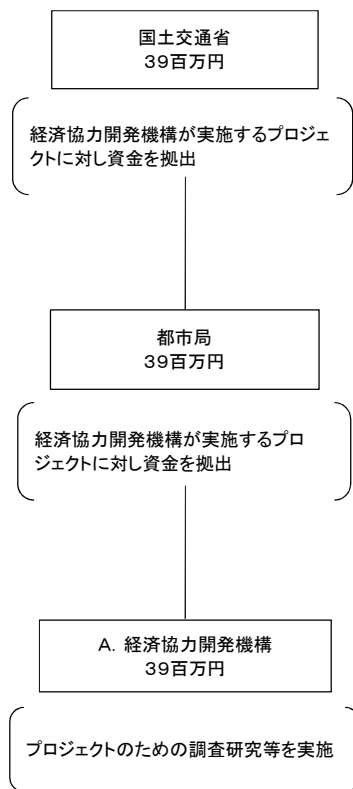 国土交通省
39百万円
経済協力開発機構が実施するプロジェ
クトに対し資金を拠出
都市局
39百万円
経済協力開発機構が実施するプロ
ジェクトに対し資金を拠出
A. 経済協力開発機構
39百万円
プロジェクトのための調査研究等を実施